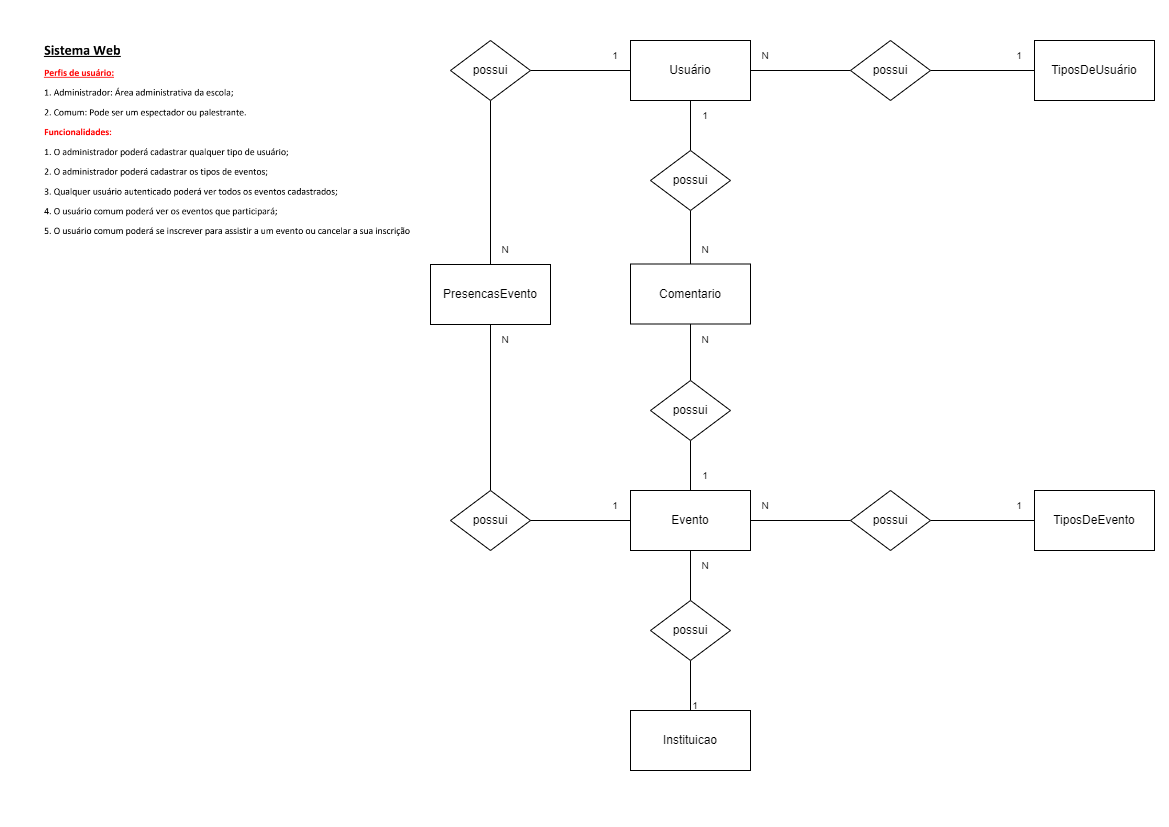 Sistema Web
Perfis de usuário:
1. Administrador: Área administrativa da escola;
2. Comum: Pode ser um espectador ou palestrante.
Funcionalidades:
1. O administrador poderá cadastrar qualquer tipo de usuário;
2. O administrador poderá cadastrar os tipos de eventos;
3. Qualquer usuário autenticado poderá ver todos os eventos cadastrados;
4. O usuário comum poderá ver os eventos que participará;
5. O usuário comum poderá se inscrever para assistir a um evento ou cancelar a sua inscrição
possui
1
Usuário
N
possui
1
TiposDeUsuário
1
possui
N
N
PresencasEvento
Comentario
N
N
possui
1
possui
1
Evento
N
possui
1
TiposDeEvento
N
possui
1
Instituicao